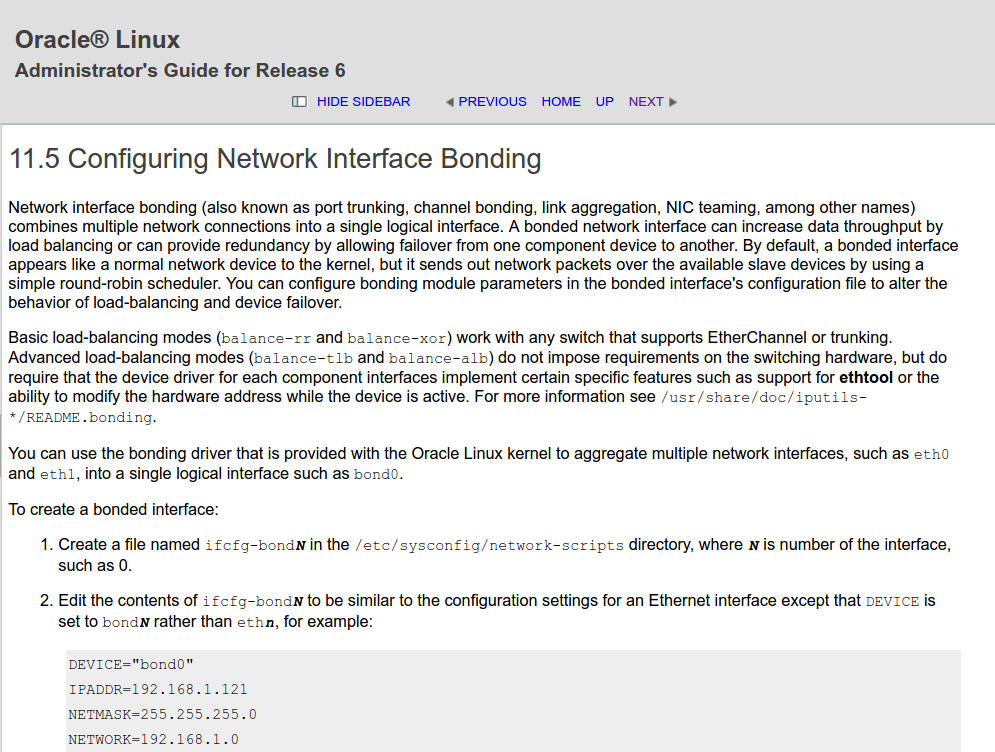 Oracle® Linux
Administrator's Guide for Release 6
HIDE SIDEBAR PREVIOUS HOME UP NEXT
11.5 Configuring Network Interface Bonding
Network interface bonding (also known as port trunking, channel bonding, link aggregation, NIC teaming, among other names)
combines multiple network connections into a single logical interface. A bonded network interface can increase data throughput by
load balancing or can provide redundancy by allowing failover from one component device to another. By default, a bonded interface
appears like a normal network device to the kernel, but it sends out network packets over the available slave devices by using a
simple round-robin scheduler. You can configure bonding module parameters in the bonded interface's configuration file to alter the
behavior of load-balancing and device failover.
Basic load-balancing modes (balance-rr and balance-xor) work with any switch that supports EtherChannel or trunking.
Advanced load-balancing modes (balance-tlb and balance-alb) do not impose requirements on the switching hardware, but do
require that the device driver for each component interfaces implement certain specific features such as support for ethtool or the
ability to modify the hardware address while the device is active. For more information see /usr/share/doc/iputils-
*/README.bonding.
You can use the bonding driver that is provided with the Oracle Linux kernel to aggregate multiple network interfaces, such as eth0
and eth1, into a single logical interface such as bond0.
To create a bonded interface:
1. Create a file named ifcfg-bondN in the /etc/sysconfig/network-scripts directory, where N is number of the interface,
such as 0.
2. Edit the contents of ifcfg-bondN to be similar to the configuration settings for an Ethernet interface except that DEVICE is
set to bondN rather than ethn, for example:
DEVICE="bond0"
IPADDR=192.168.1.121
NETMASK=255.255.255.0
NETWORK=192.168.1.0